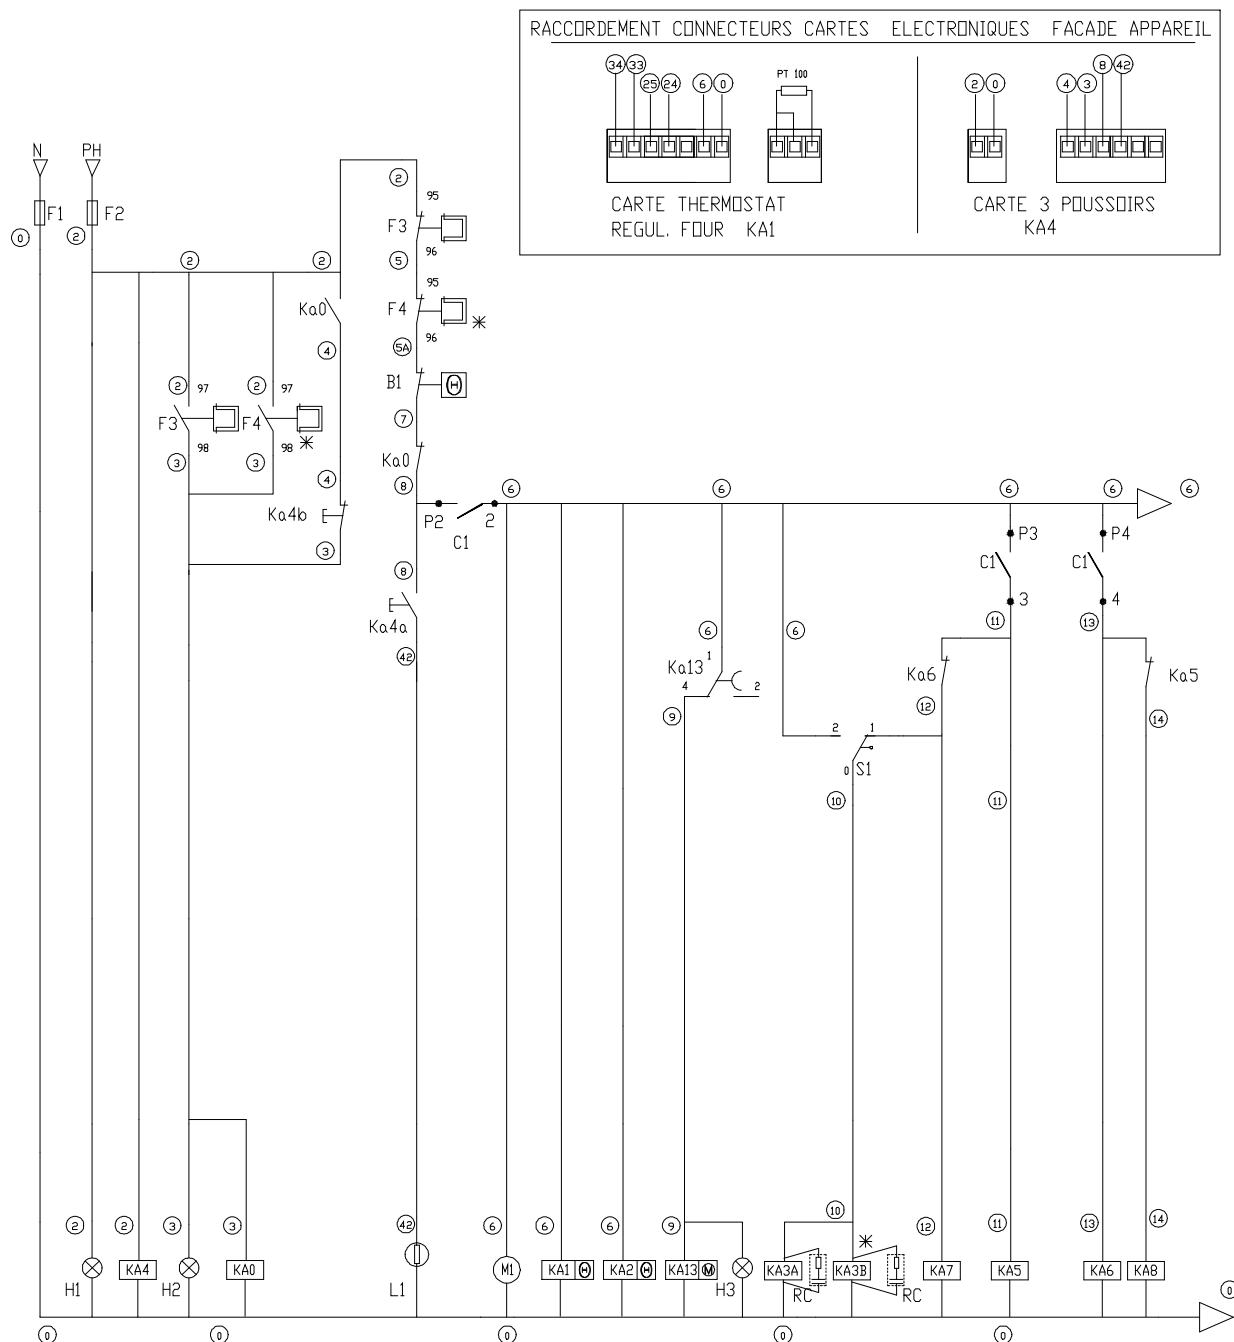 RACCORDEMENT CONNECTEURS CARTES ELECTRONIQUES FACADE APPAREIL
34 33 25 24 6 0
PT 100
2 0 4 3 8 42
CARTE THERMOSTAT
REGUL. FOUR KA1
CARTE 3 POUSSOIRS
KA4
N PH
F1 F2
0 2
2 2
2 95
F3
96
5 95
Ka0
F4
96
4 5A
B1
7
2 97 2 97
F3 F4
98 98
3 3
Ka0
4 8
Ka4b
3
P2 2
C1
6 6 6 6 6
P3 P4
C1 C1
3 4
8
Ka4a
42
11 13
6 6
Ka13 1
4 2
9
Ka6 Ka5
12 14
2 1
0 S1
10 11
2 2 3 3 42 6 6 6 9 10 12 11 13 14
H1 KA4 H2 KA0 L1 M1 KA1 KA2 KA13 M H3 KA3A RC KA3B RC KA7 KA5 KA6 KA8
0 0 0 0 0 0